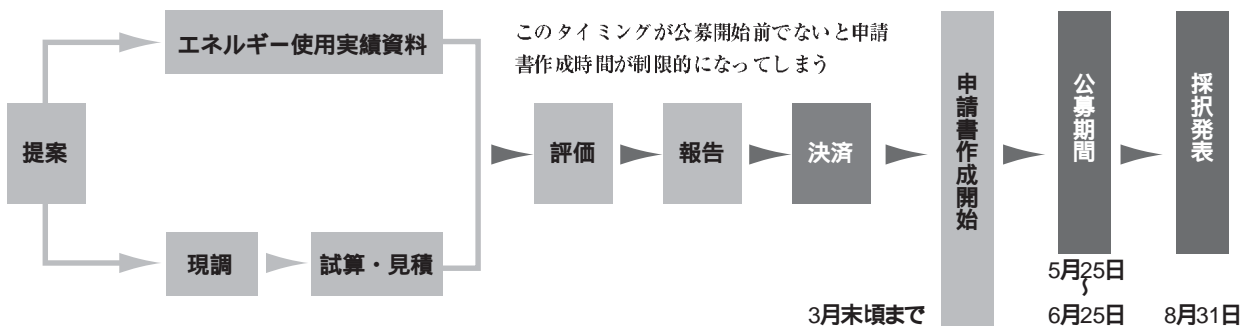 エネルギー使用実績資料
このタイミングが公募開始前でないと申請
書作成時間が制限的になってしまう
提案
現調
試算・見積
評価
報告
決済
申請書作成開始
公募期間
採択発表
3月末頃まで
5月25日
〜
6月25日
8月31日